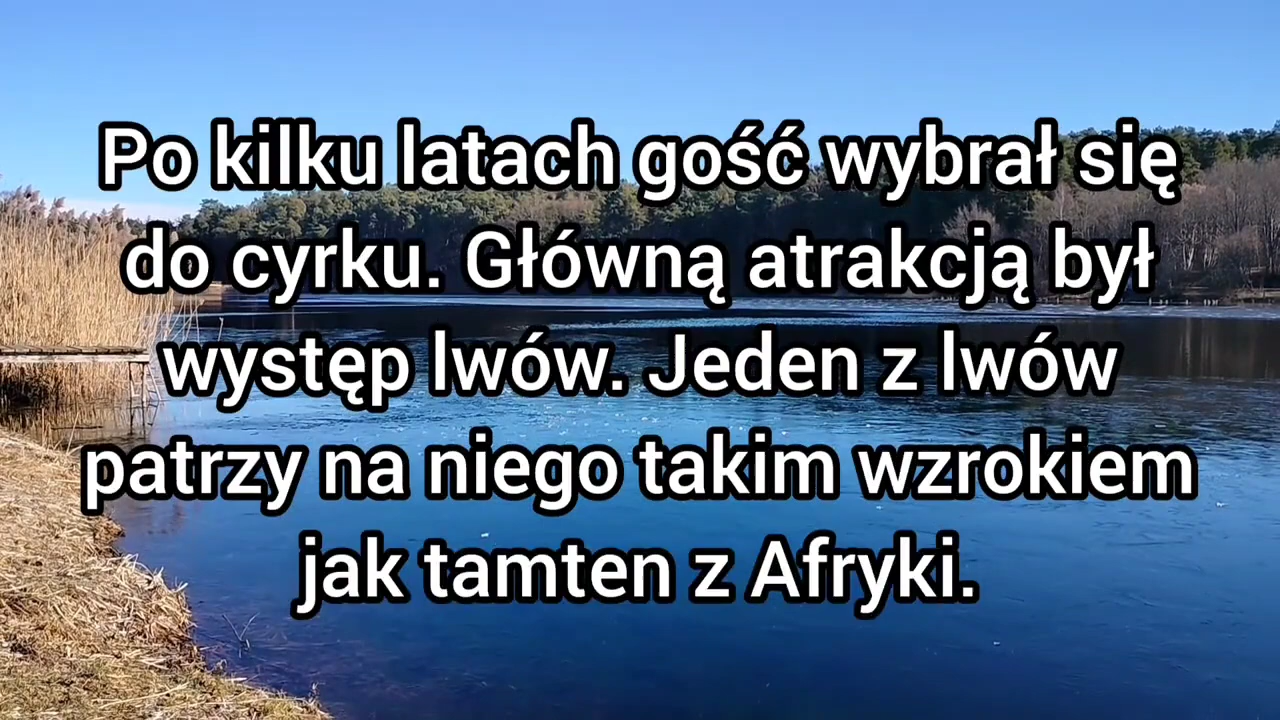 Po kilku latach gość wybrał się
do cyrku. Główną atrakcją był
występ lwów. Jeden z lwów
patrzy na niego takim wzrokiem
jak tamten z Afryki.